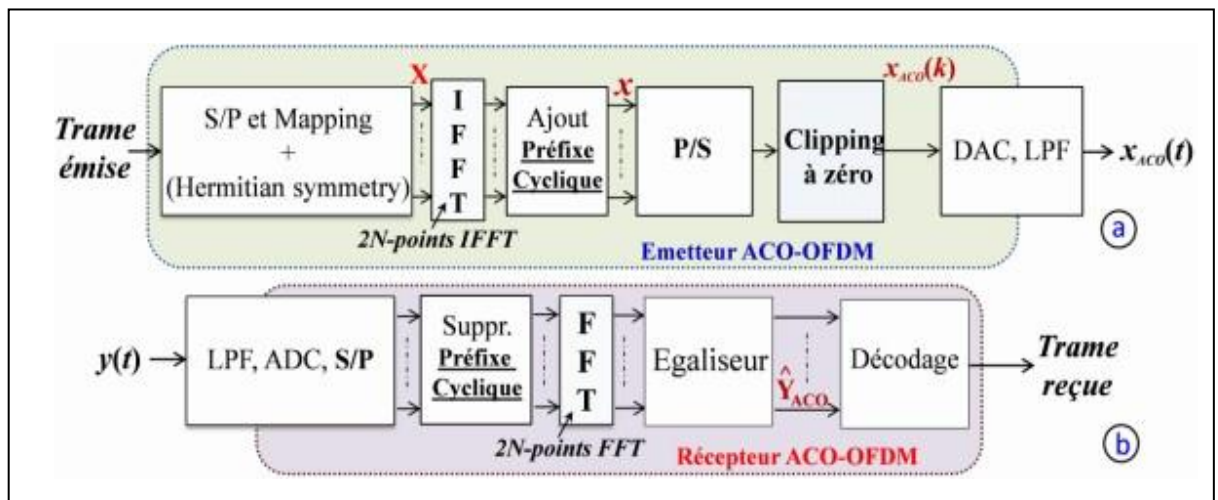 Trame émise
S/P et Mapping
+
(Hermitian symmetry)
X
I
F
F
T
2N-points IFFT
Ajout
Préfixe
Cyclique
x
P/S
Clipping
à zéro
x_ACO(k)
DAC, LPF
x_ACO(t)
a
Emetteur ACO-OFDM
y(t)
LPF, ADC, S/P
Suppr.
Préfixe
Cyclique
F
F
T
2N-points FFT
Egaliseur
Ŷ_ACO
Décodage
Trame
reçue
b
Récepteur ACO-OFDM